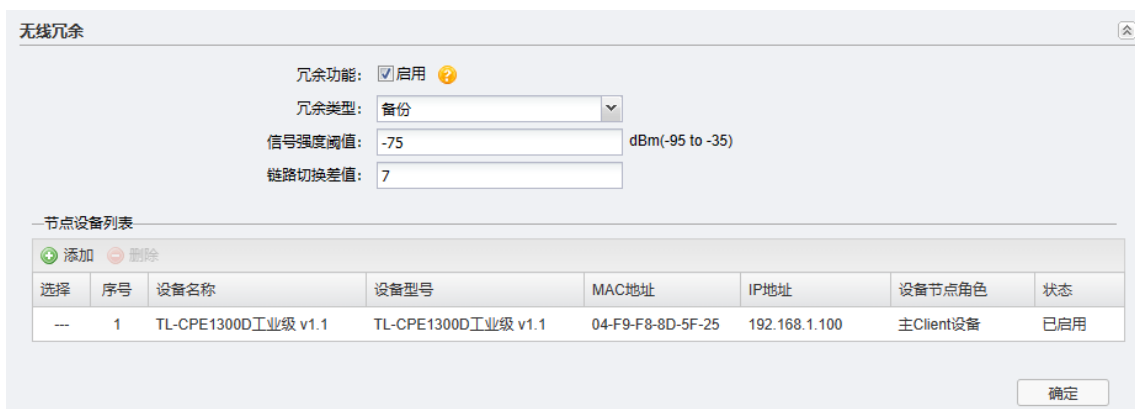 无线冗余
冗余功能： 启用 ?
冗余类型： 备份
信号强度阈值： -75 dBm(-95 to -35)
链路切换差值： 7
节点设备列表
添加 删除
选择 序号 设备名称 设备型号 MAC地址 IP地址 设备节点角色 状态
--- 1 TL-CPE1300D工业级 v1.1 TL-CPE1300D工业级 v1.1 04-F9-F8-8D-5F-25 192.168.1.100 主Client设备 已启用
确定